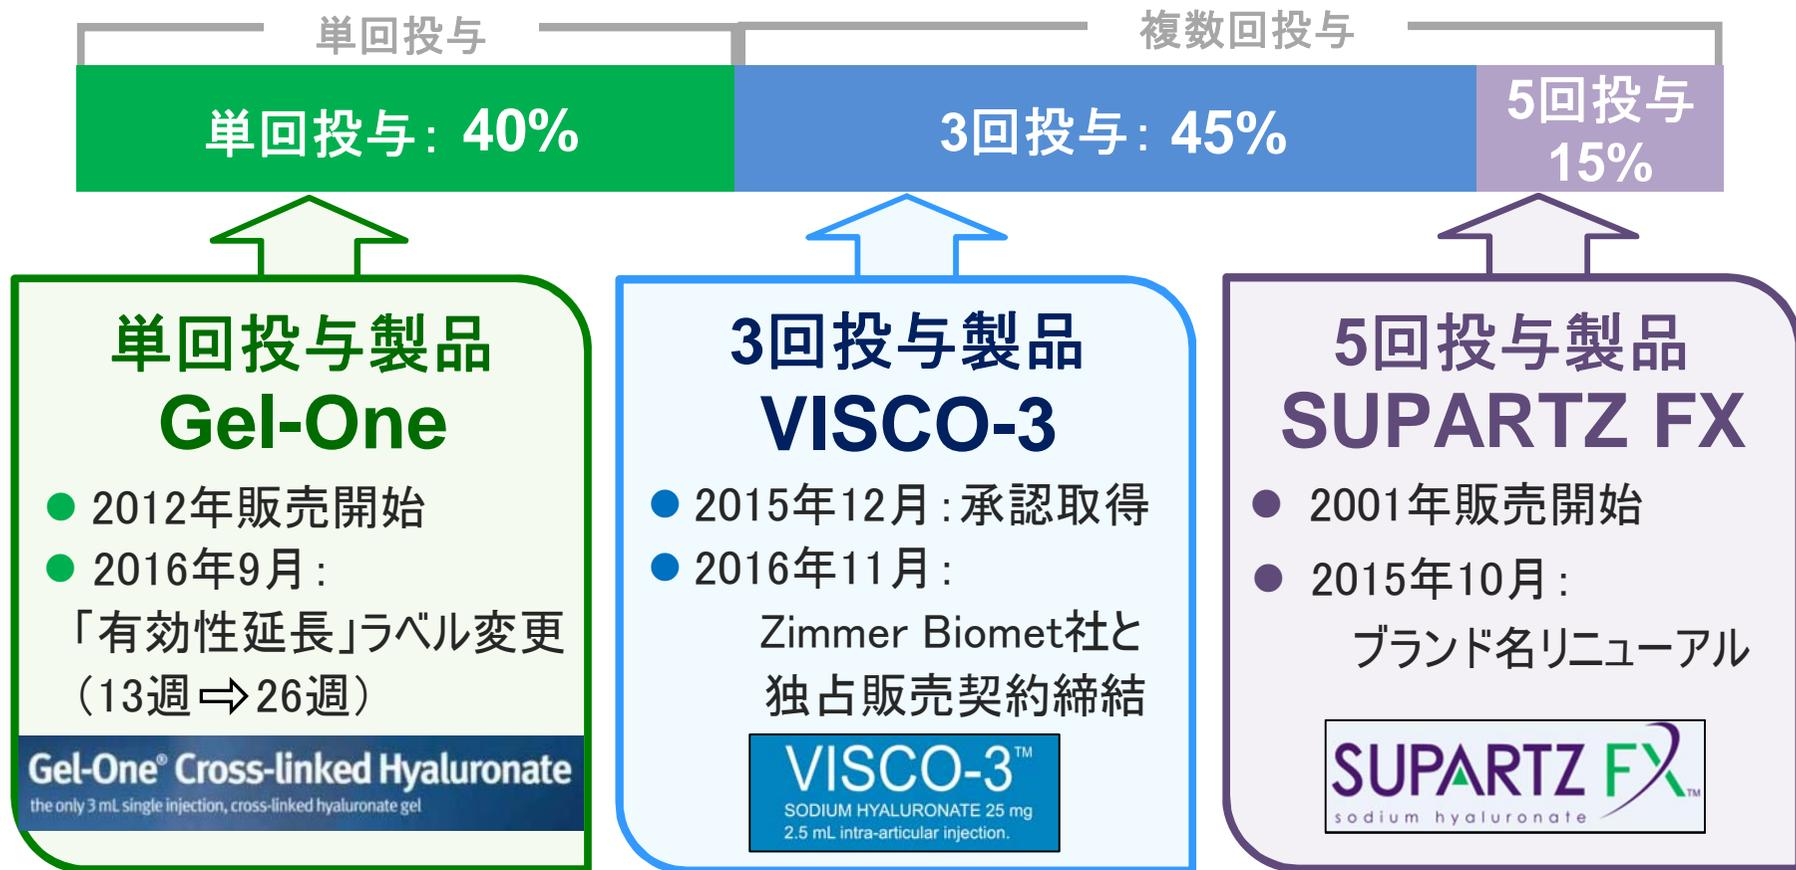 単回投与
複数回投与
単回投与： 40%
3回投与： 45%
5回投与
15%
単回投与製品
Gel-One
● 2012年販売開始
● 2016年9月：
「有効性延長」ラベル変更
（13週⇨26週）
Gel-One® Cross-linked Hyaluronate
the only 3 mL single injection, cross-linked hyaluronate gel
3回投与製品
VISCO-3
● 2015年12月：承認取得
● 2016年11月：
Zimmer Biomet社と
独占販売契約締結
VISCO-3™
SODIUM HYALURONATE 25 mg
2.5 mL intra-articular injection.
5回投与製品
SUPARTZ FX
● 2001年販売開始
● 2015年10月：
ブランド名リニューアル
SUPARTZ FX™
sodium hyaluronate